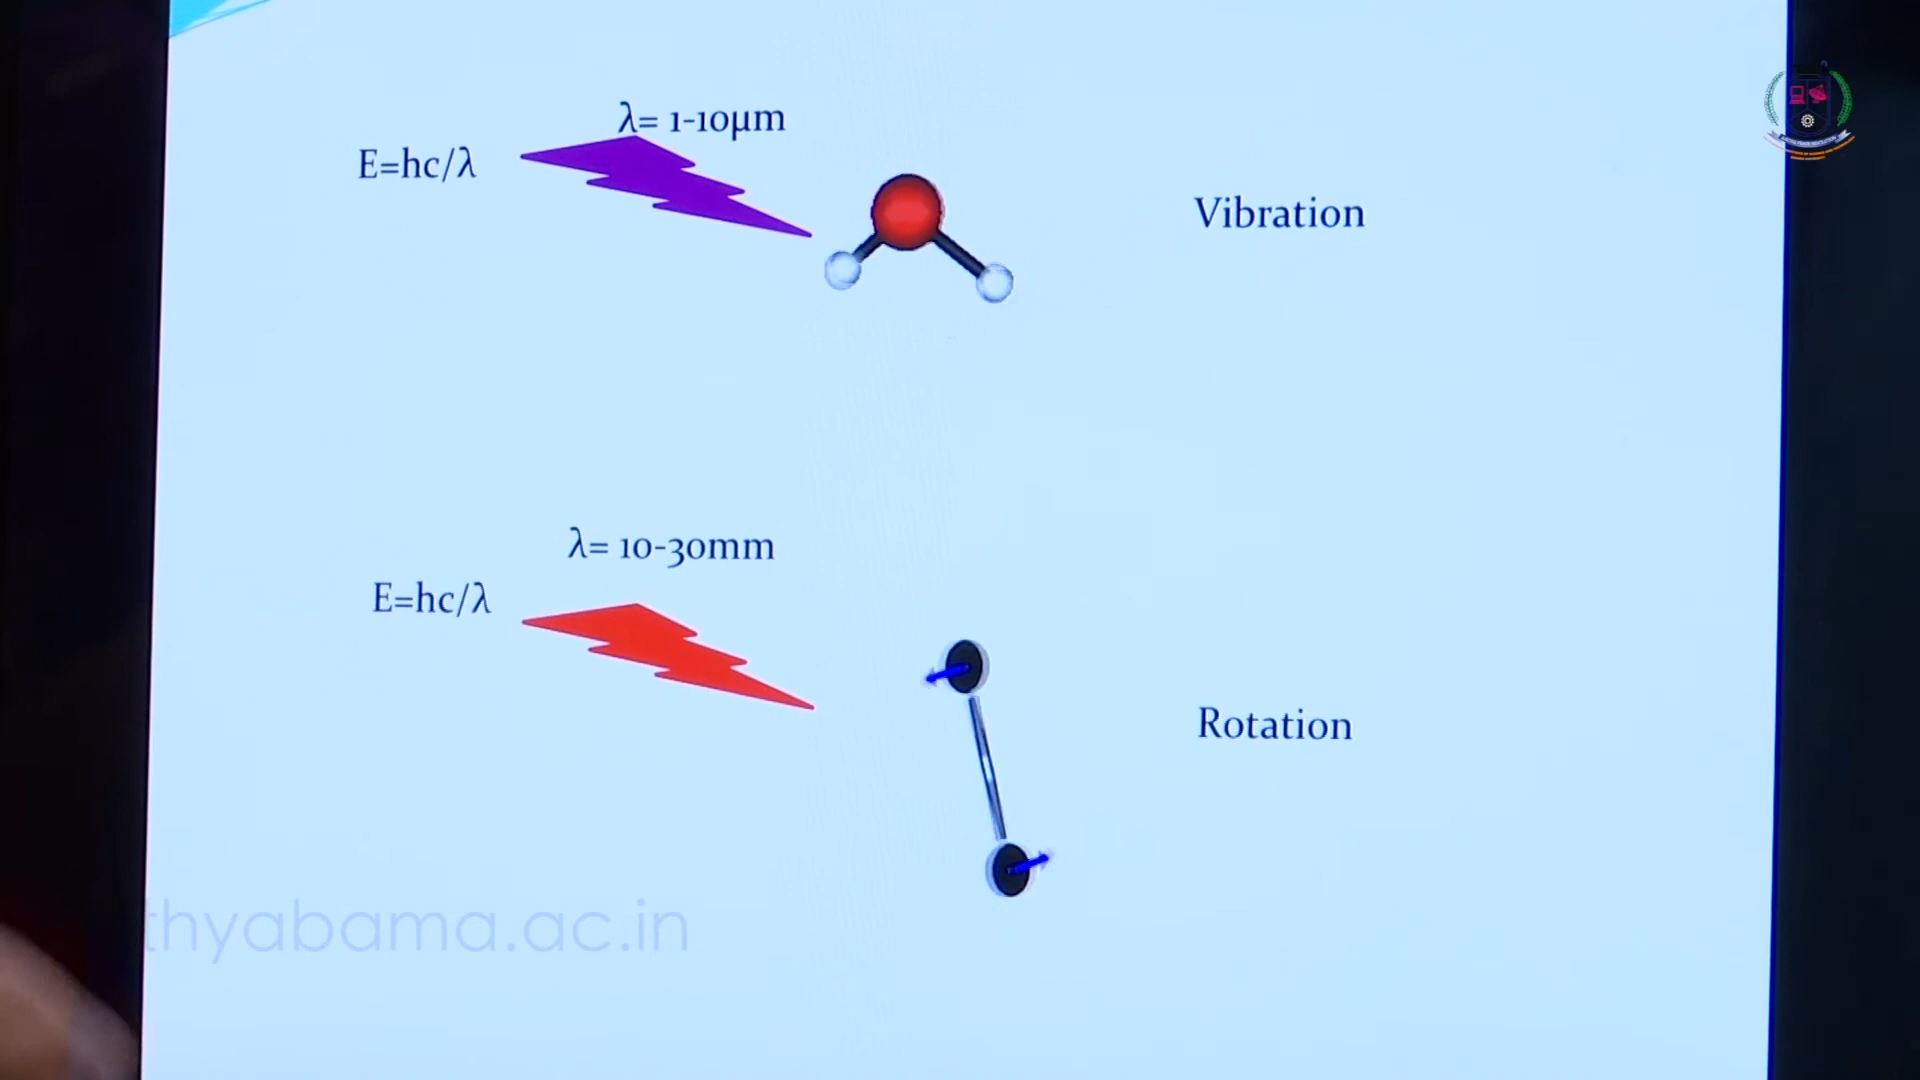 λ= 1-10μm
E=hc/λ
Vibration
λ= 10-30mm
E=hc/λ
Rotation
thyabama.ac.in